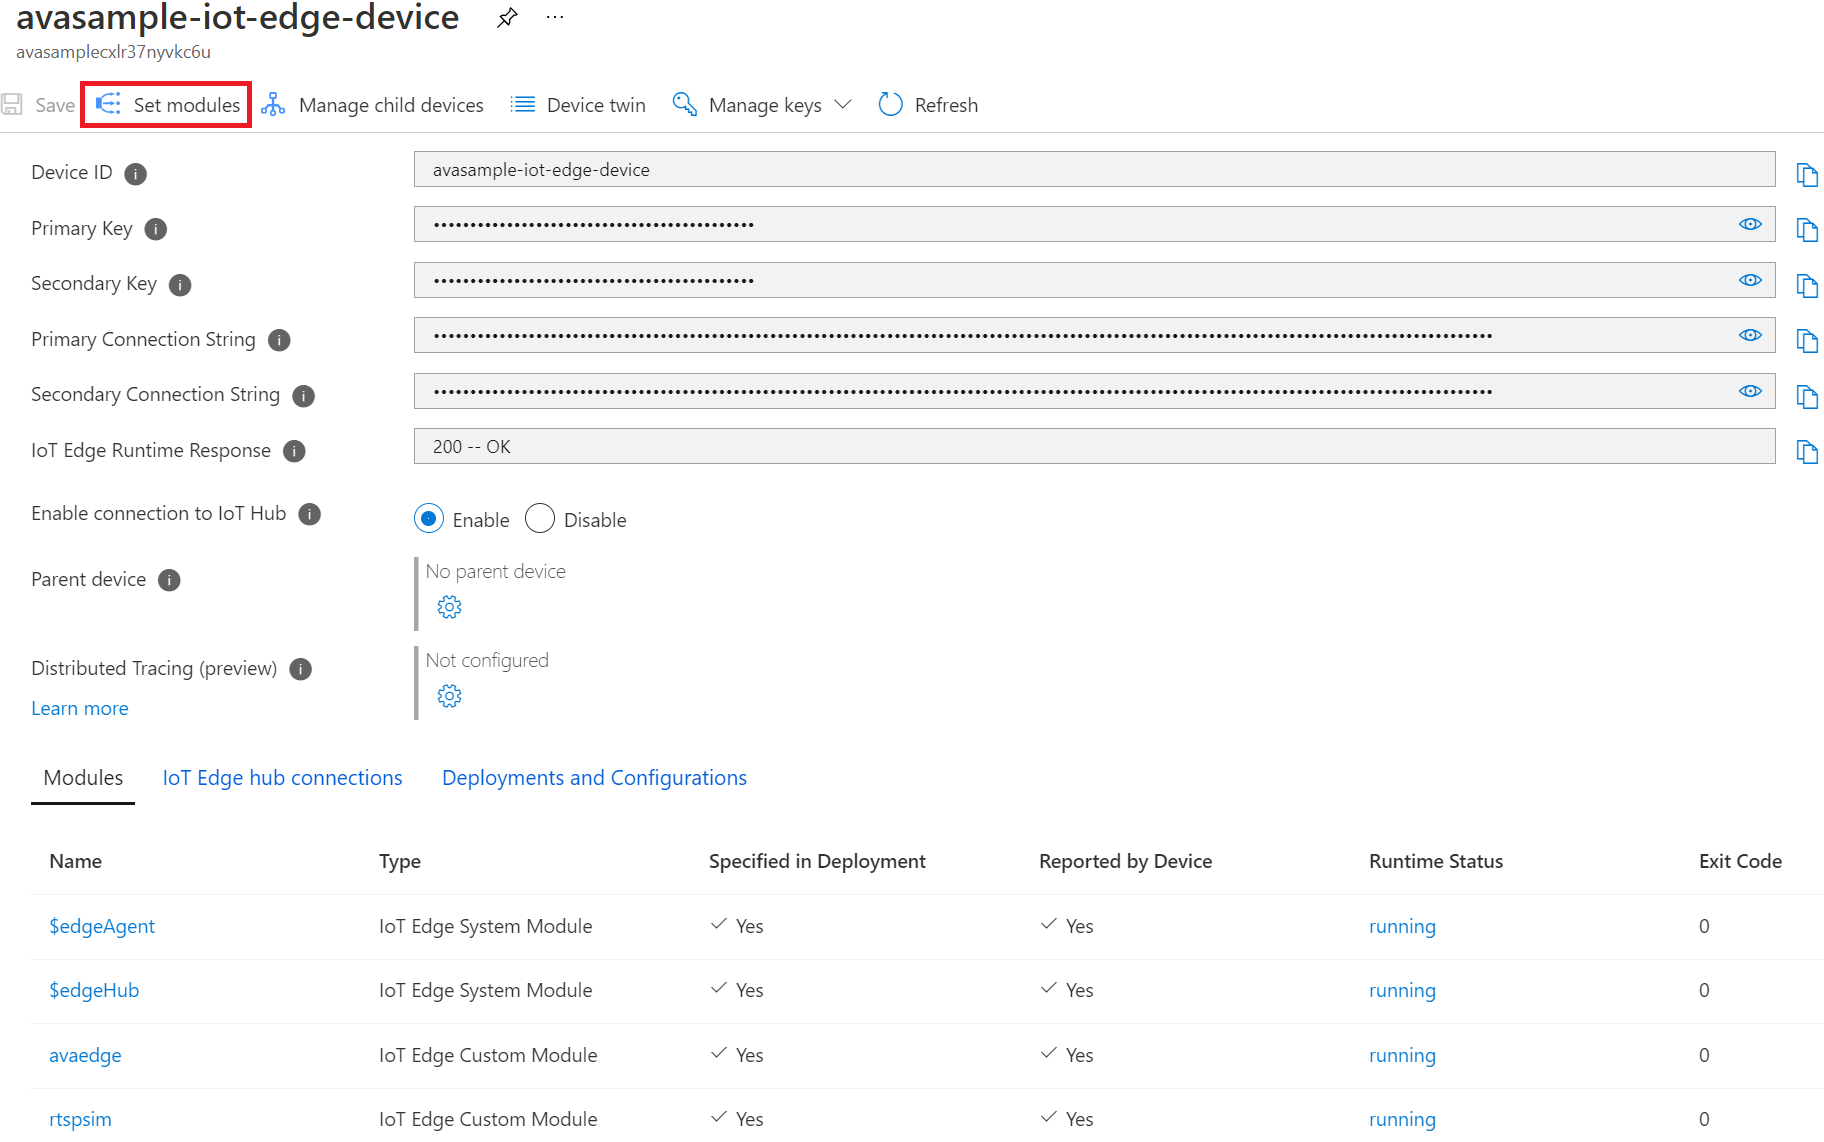 avasample-iot-edge-device ...
avasamplecxlr37nyvkc6u
Save Set modules Manage child devices Device twin Manage keys Refresh
Device ID i avasample-iot-edge-device
Primary Key i ••••••••••••••••••••••••••••••••••••••••••••
Secondary Key i ••••••••••••••••••••••••••••••••••••••••••••
Primary Connection String i
Secondary Connection String i
IoT Edge Runtime Response i 200 -- OK
Enable connection to IoT Hub i Enable Disable
Parent device i No parent device
Distributed Tracing (preview) i Not configured
Learn more
Modules IoT Edge hub connections Deployments and Configurations
Name Type Specified in Deployment Reported by Device Runtime Status Exit Code
$edgeAgent IoT Edge System Module Yes Yes running 0
$edgeHub IoT Edge System Module Yes Yes running 0
avaedge IoT Edge Custom Module Yes Yes running 0
rtspsim IoT Edge Custom Module Yes Yes running 0